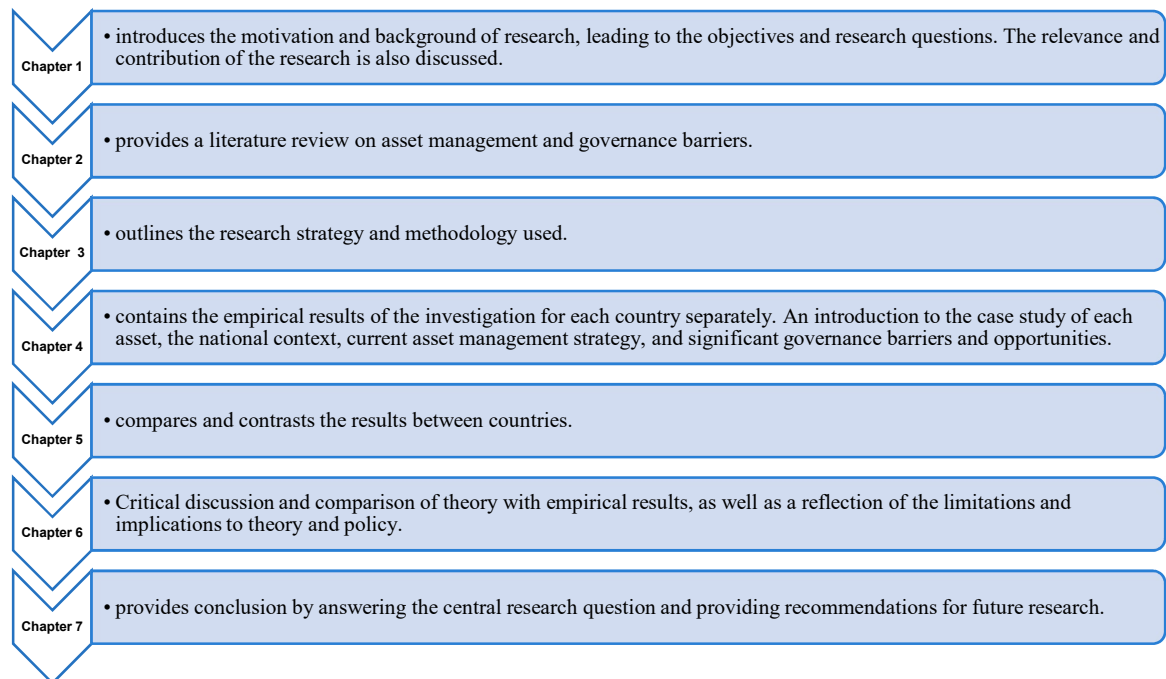 Chapter 1
• introduces the motivation and background of research, leading to the objectives and research questions. The relevance and
contribution of the research is also discussed.
Chapter 2
• provides a literature review on asset management and governance barriers.
Chapter 3
• outlines the research strategy and methodology used.
Chapter 4
• contains the empirical results of the investigation for each country separately. An introduction to the case study of each
asset, the national context, current asset management strategy, and significant governance barriers and opportunities.
Chapter 5
• compares and contrasts the results between countries.
Chapter 6
• Critical discussion and comparison of theory with empirical results, as well as a reflection of the limitations and
implications to theory and policy.
Chapter 7
• provides conclusion by answering the central research question and providing recommendations for future research.